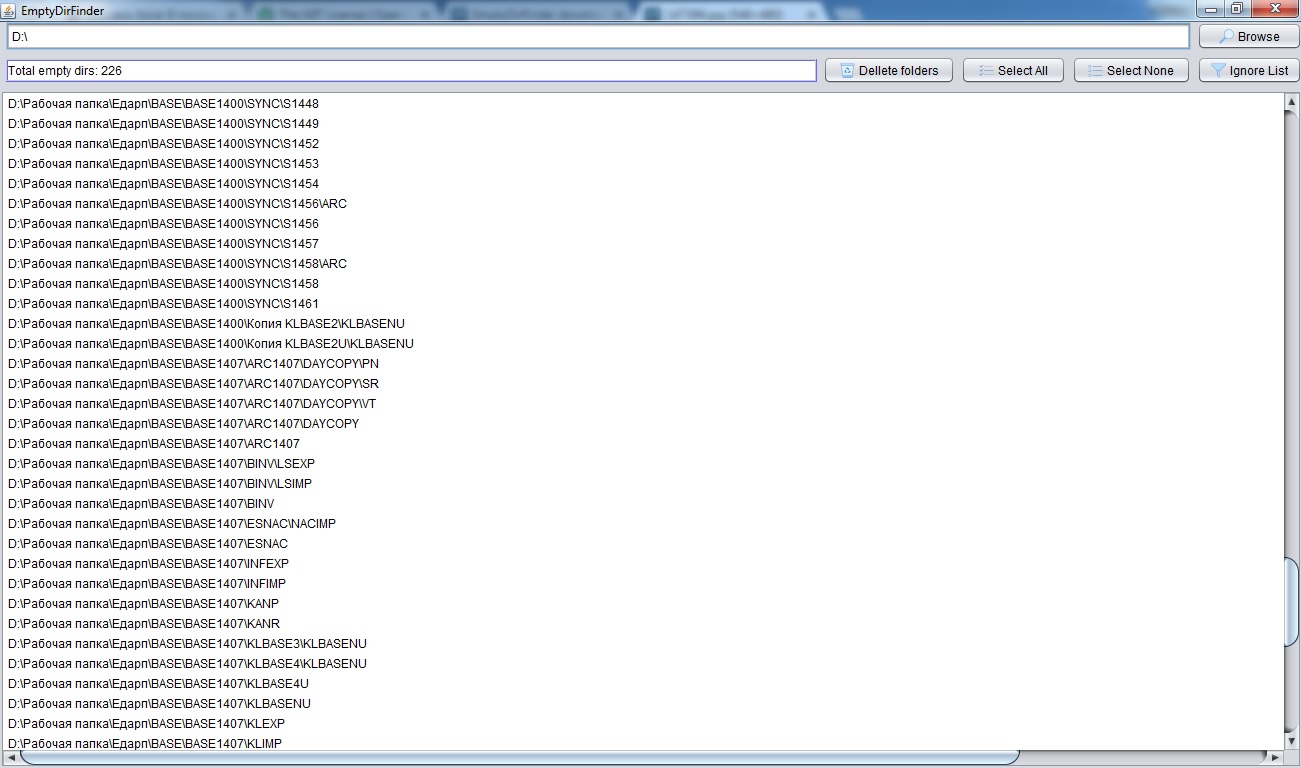 EmptyDirFinder
D:\
Browse
Total empty dirs: 226
Dellete folders
Select All
Select None
Ignore List
D:\Рабочая папка\Едарп\BASE\BASE1400\SYNC\S1448
D:\Рабочая папка\Едарп\BASE\BASE1400\SYNC\S1449
D:\Рабочая папка\Едарп\BASE\BASE1400\SYNC\S1452
D:\Рабочая папка\Едарп\BASE\BASE1400\SYNC\S1453
D:\Рабочая папка\Едарп\BASE\BASE1400\SYNC\S1454
D:\Рабочая папка\Едарп\BASE\BASE1400\SYNC\S1456\ARC
D:\Рабочая папка\Едарп\BASE\BASE1400\SYNC\S1456
D:\Рабочая папка\Едарп\BASE\BASE1400\SYNC\S1457
D:\Рабочая папка\Едарп\BASE\BASE1400\SYNC\S1458\ARC
D:\Рабочая папка\Едарп\BASE\BASE1400\SYNC\S1458
D:\Рабочая папка\Едарп\BASE\BASE1400\SYNC\S1461
D:\Рабочая папка\Едарп\BASE\BASE1400\Копия KLBASE2\KLBASENU
D:\Рабочая папка\Едарп\BASE\BASE1400\Копия KLBASE2U\KLBASENU
D:\Рабочая папка\Едарп\BASE\BASE1407\ARC1407\DAYCOPY\PN
D:\Рабочая папка\Едарп\BASE\BASE1407\ARC1407\DAYCOPY\SR
D:\Рабочая папка\Едарп\BASE\BASE1407\ARC1407\DAYCOPY\VT
D:\Рабочая папка\Едарп\BASE\BASE1407\ARC1407\DAYCOPY
D:\Рабочая папка\Едарп\BASE\BASE1407\ARC1407
D:\Рабочая папка\Едарп\BASE\BASE1407\BINV\LSEXP
D:\Рабочая папка\Едарп\BASE\BASE1407\BINV\LSIMP
D:\Рабочая папка\Едарп\BASE\BASE1407\BINV
D:\Рабочая папка\Едарп\BASE\BASE1407\ESNAC\NACIMP
D:\Рабочая папка\Едарп\BASE\BASE1407\ESNAC
D:\Рабочая папка\Едарп\BASE\BASE1407\INFEXP
D:\Рабочая папка\Едарп\BASE\BASE1407\INFIMP
D:\Рабочая папка\Едарп\BASE\BASE1407\KANP
D:\Рабочая папка\Едарп\BASE\BASE1407\KANR
D:\Рабочая папка\Едарп\BASE\BASE1407\KLBASE3\KLBASENU
D:\Рабочая папка\Едарп\BASE\BASE1407\KLBASE4\KLBASENU
D:\Рабочая папка\Едарп\BASE\BASE1407\KLBASE4U
D:\Рабочая папка\Едарп\BASE\BASE1407\KLBASENU
D:\Рабочая папка\Едарп\BASE\BASE1407\KLEXP
D:\Рабочая папка\Едарп\BASE\BASE1407\KLIMP